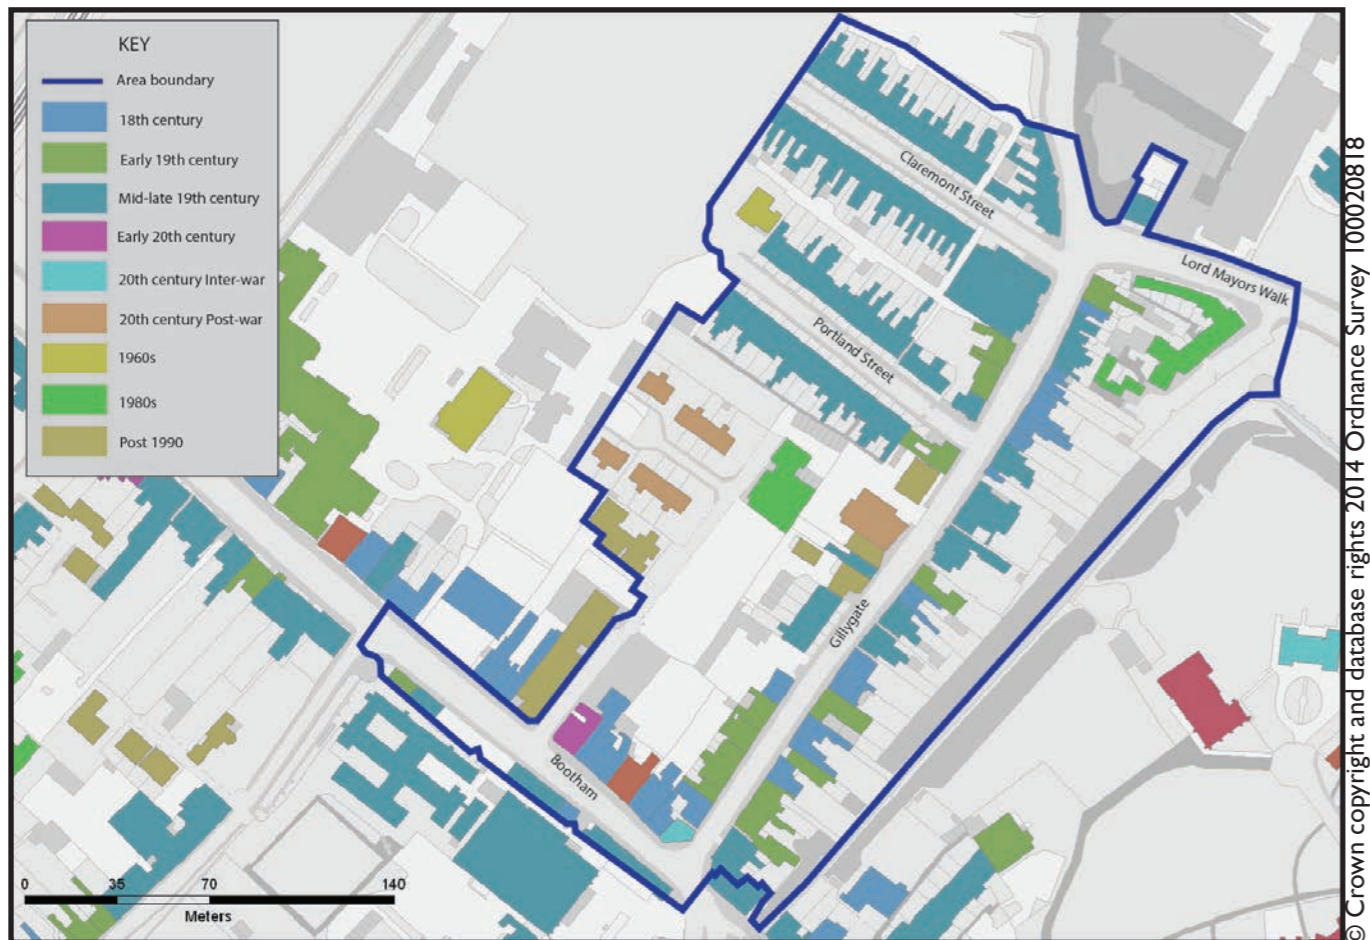 KEY
Area boundary
18th century
Early 19th century
Mid-late 19th century
Early 20th century
20th century Inter-war
20th century Post-war
1960s
1980s
Post 1990
Claremont Street
Lord Mayors Walk
Portland Street
Gillygate
Bootham
0 35 70 140
Meters
© Crown copyright and database rights 2014 Ordnance Survey 100020818